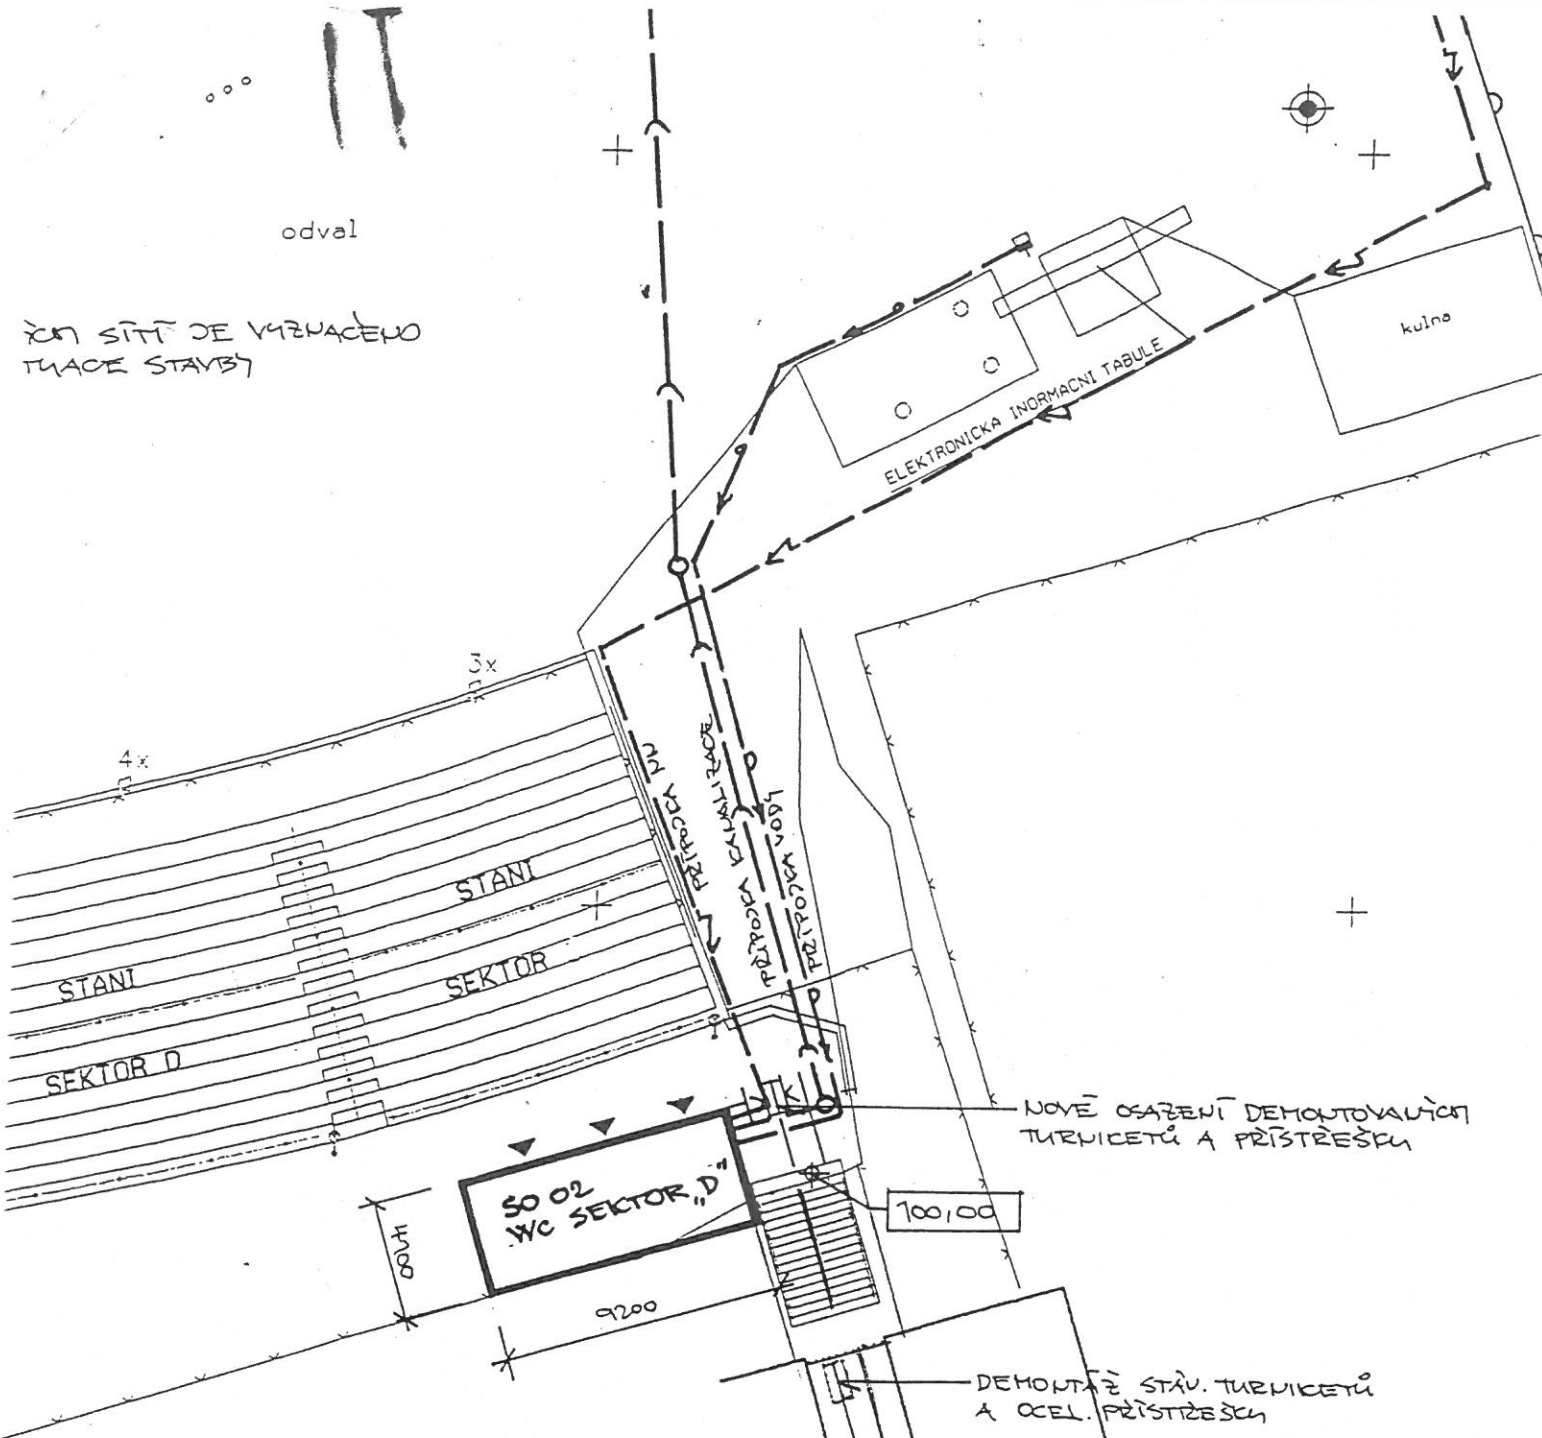 odval
SÍTÍ JE VYZNAČENO
STAVBY
kulna
ELEKTRONICKA INORMACNI TABULE
3x
4x
PŘÍPOJKA NN
PŘÍPOJKA KANALIZACE
PŘÍPOJKA VODY
STANI
SEKTOR
STANI
SEKTOR D
NOVÉ OSAZENÍ DEMONTOVANÝCH
TURNIKETŮ A PŘÍSTŘEŠKU
SO 02
WC SEKTOR „D"
100,00
4400
9200
DEMONTÁŽ STÁV. TURNIKETŮ
A OCEL. PŘÍSTŘEŠKU